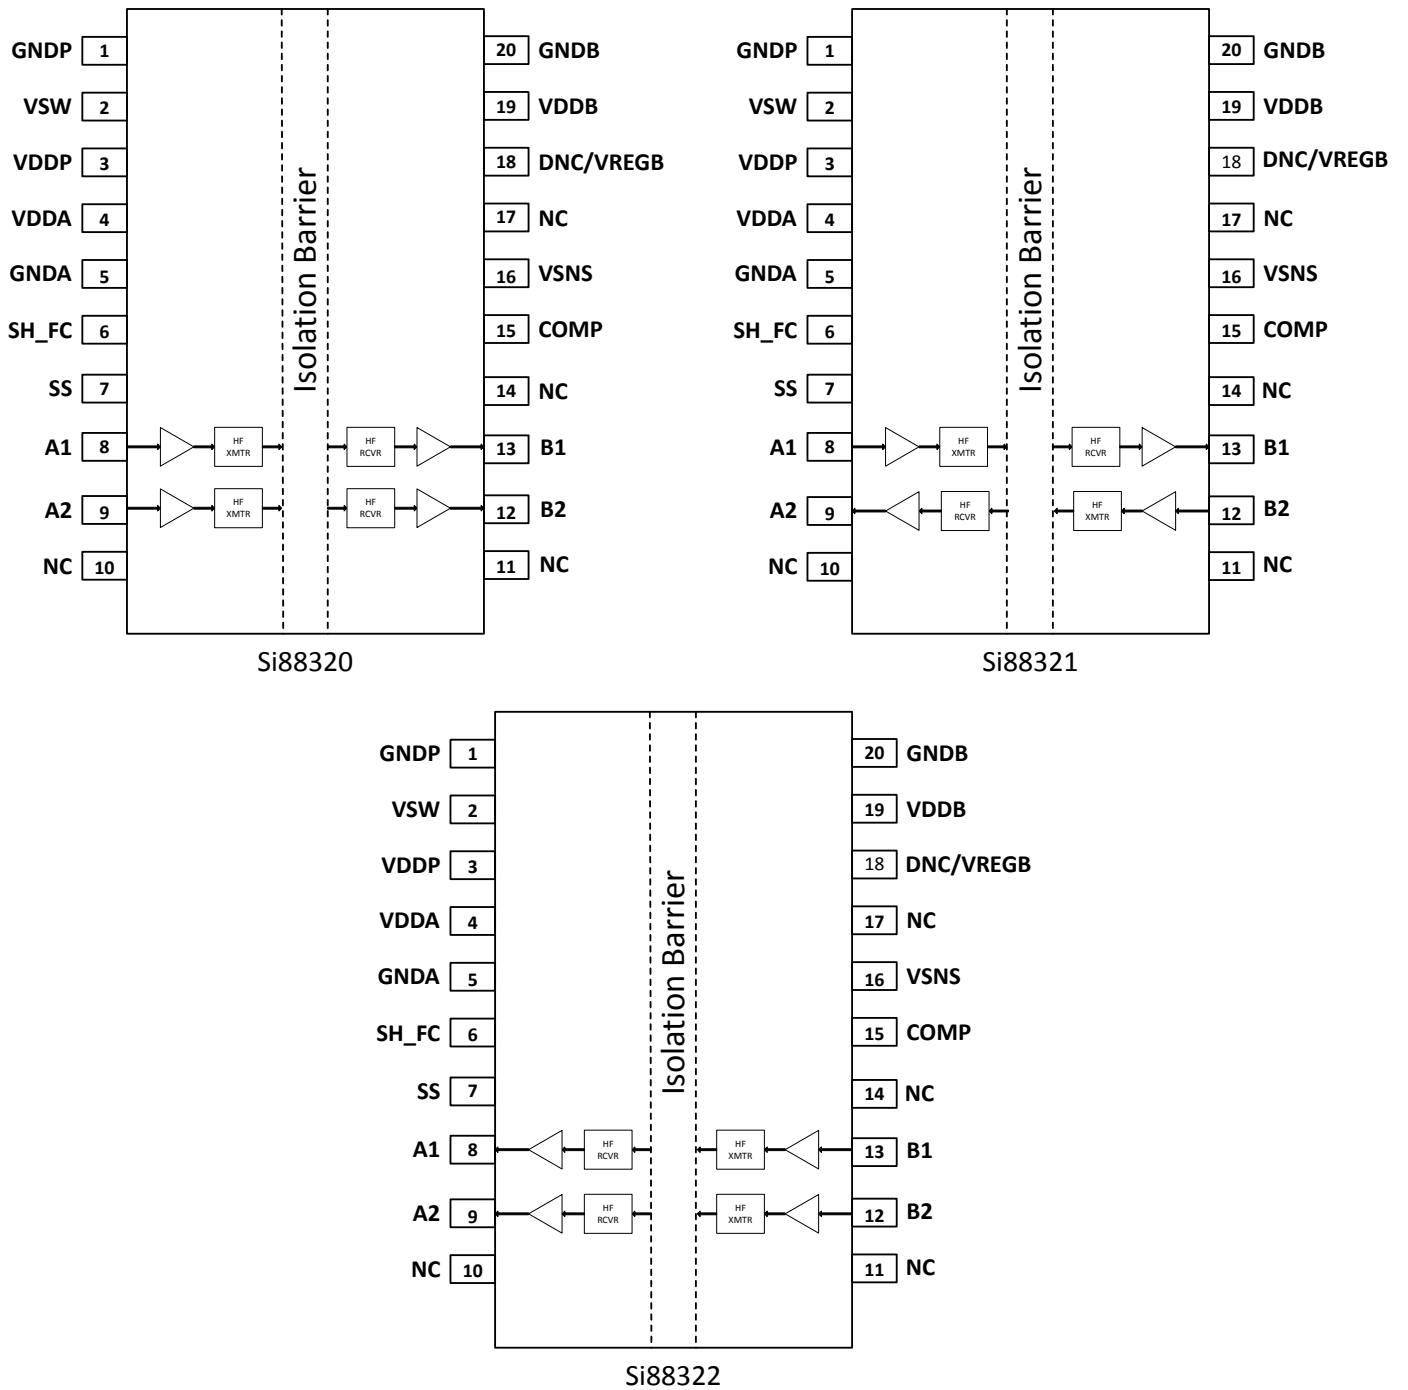 GNDP 1 20 GNDB
VSW 2 19 VDDB
VDDP 3 18 DNC/VREGB
VDDA 4 17 NC
GNDA 5 16 VSNS
SH_FC 6 15 COMP
SS 7 14 NC
A1 8 HF XMTR HF RCVR 13 B1
A2 9 HF XMTR HF RCVR 12 B2
NC 10 11 NC
Isolation Barrier
Si88320
GNDP 1 20 GNDB
VSW 2 19 VDDB
VDDP 3 18 DNC/VREGB
VDDA 4 17 NC
GNDA 5 16 VSNS
SH_FC 6 15 COMP
SS 7 14 NC
A1 8 HF XMTR HF RCVR 13 B1
A2 9 HF RCVR HF XMTR 12 B2
NC 10 11 NC
Isolation Barrier
Si88321
GNDP 1 20 GNDB
VSW 2 19 VDDB
VDDP 3 18 DNC/VREGB
VDDA 4 17 NC
GNDA 5 16 VSNS
SH_FC 6 15 COMP
SS 7 14 NC
A1 8 HF RCVR HF XMTR 13 B1
A2 9 HF RCVR HF XMTR 12 B2
NC 10 11 NC
Isolation Barrier
Si88322